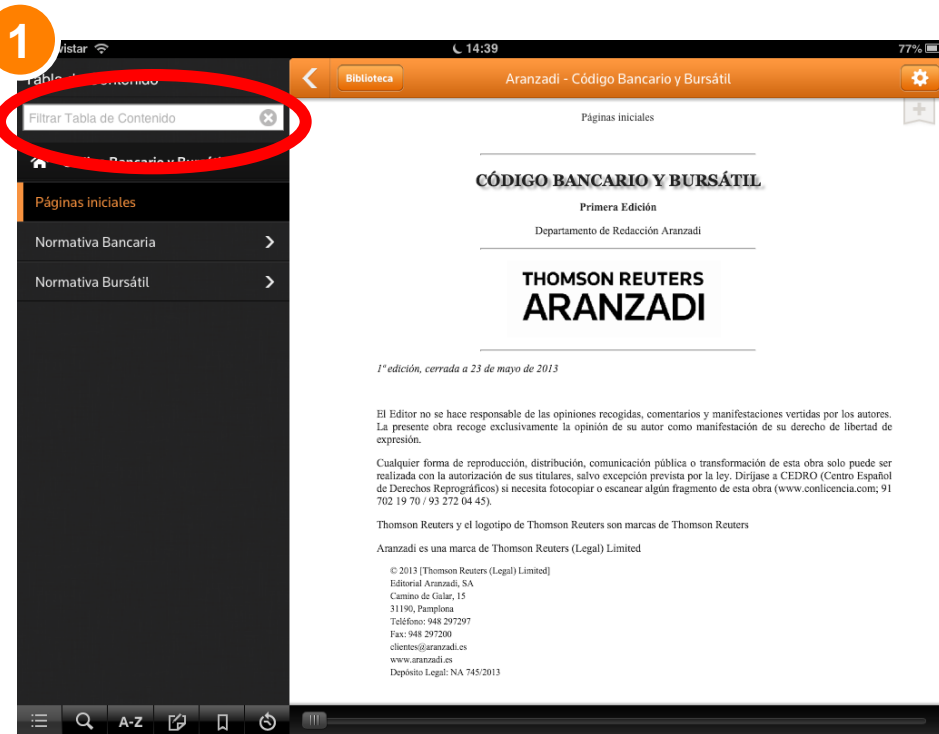 1
vistar
14:39
77%
Tabla de Contenido
Biblioteca
Aranzadi - Código Bancario y Bursátil
Filtrar Tabla de Contenido
Páginas iniciales
Bancario y
Páginas iniciales
Normativa Bancaria
Normativa Bursátil
CÓDIGO BANCARIO Y BURSÁTIL
Primera Edición
Departamento de Redacción Aranzadi
THOMSON REUTERS
ARANZADI
1ª edición, cerrada a 23 de mayo de 2013
El Editor no se hace responsable de las opiniones recogidas, comentarios y manifestaciones vertidas por los autores.
La presente obra recoge exclusivamente la opinión de su autor como manifestación de su derecho de libertad de
expresión.
Cualquier forma de reproducción, distribución, comunicación pública o transformación de esta obra solo puede ser
realizada con la autorización de sus titulares, salvo excepción prevista por la ley. Diríjase a CEDRO (Centro Español
de Derechos Reprográficos) si necesita fotocopiar o escanear algún fragmento de esta obra (www.conlicencia.com; 91
702 19 70 / 93 272 04 45).
Thomson Reuters y el logotipo de Thomson Reuters son marcas de Thomson Reuters
Aranzadi es una marca de Thomson Reuters (Legal) Limited
© 2013 [Thomson Reuters (Legal) Limited]
Editorial Aranzadi, SA
Camino de Galar, 15
31190, Pamplona
Teléfono: 948 297297
Fax: 948 297200
clientes@aranzadi.es
www.aranzadi.es
Depósito Legal: NA 745/2013
A-Z